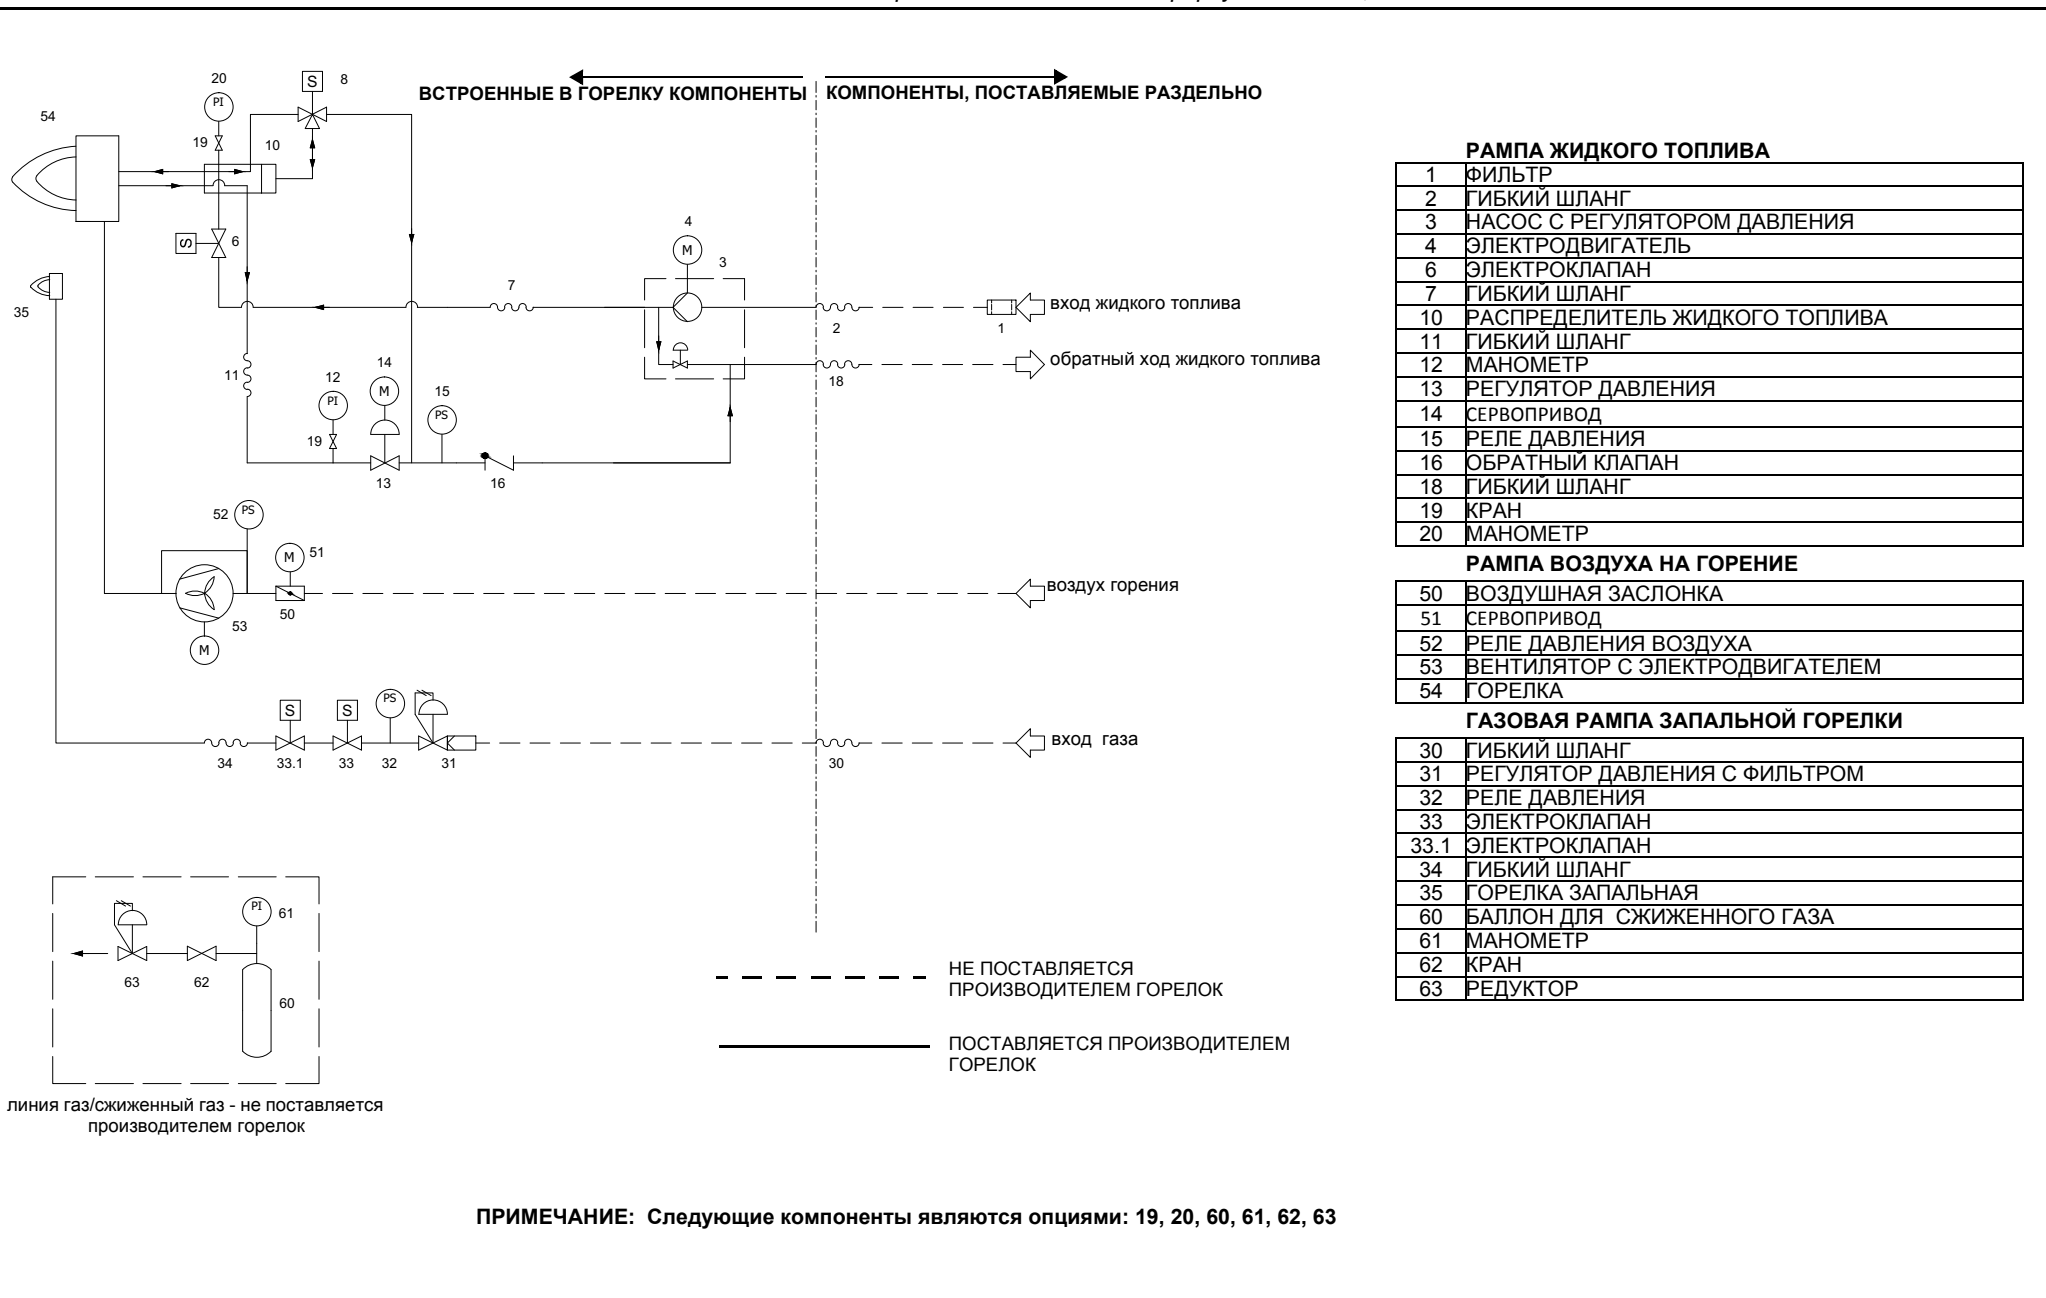 20
S
8
PI
54
ВСТРОЕННЫЕ В ГОРЕЛКУ КОМПОНЕНТЫ
КОМПОНЕНТЫ, ПОСТАВЛЯЕМЫЕ РАЗДЕЛЬНО
19
10
4
M
3
S
6
7
35
вход жидкого топлива
2
1
обратный ход жидкого топлива
18
11
12
14
15
PI
M
PS
19
13
16
52
PS
M
51
воздух горения
50
53
M
S
S
PS
вход газа
34
33.1
33
32
31
30
PI
61
63
62
60
линия газ/сжиженный газ - не поставляется
производителем горелок
НЕ ПОСТАВЛЯЕТСЯ
ПРОИЗВОДИТЕЛЕМ ГОРЕЛОК
ПОСТАВЛЯЕТСЯ ПРОИЗВОДИТЕЛЕМ
ГОРЕЛОК
РАМПА ЖИДКОГО ТОПЛИВА
1 ФИЛЬТР
2 ГИБКИЙ ШЛАНГ
3 НАСОС С РЕГУЛЯТОРОМ ДАВЛЕНИЯ
4 ЭЛЕКТРОДВИГАТЕЛЬ
6 ЭЛЕКТРОКЛАПАН
7 ГИБКИЙ ШЛАНГ
10 РАСПРЕДЕЛИТЕЛЬ ЖИДКОГО ТОПЛИВА
11 ГИБКИЙ ШЛАНГ
12 МАНОМЕТР
13 РЕГУЛЯТОР ДАВЛЕНИЯ
14 СЕРВОПРИВОД
15 РЕЛЕ ДАВЛЕНИЯ
16 ОБРАТНЫЙ КЛАПАН
18 ГИБКИЙ ШЛАНГ
19 КРАН
20 МАНОМЕТР
РАМПА ВОЗДУХА НА ГОРЕНИЕ
50 ВОЗДУШНАЯ ЗАСЛОНКА
51 СЕРВОПРИВОД
52 РЕЛЕ ДАВЛЕНИЯ ВОЗДУХА
53 ВЕНТИЛЯТОР С ЭЛЕКТРОДВИГАТЕЛЕМ
54 ГОРЕЛКА
ГАЗОВАЯ РАМПА ЗАПАЛЬНОЙ ГОРЕЛКИ
30 ГИБКИЙ ШЛАНГ
31 РЕГУЛЯТОР ДАВЛЕНИЯ С ФИЛЬТРОМ
32 РЕЛЕ ДАВЛЕНИЯ
33 ЭЛЕКТРОКЛАПАН
33.1 ЭЛЕКТРОКЛАПАН
34 ГИБКИЙ ШЛАНГ
35 ГОРЕЛКА ЗАПАЛЬНАЯ
60 БАЛЛОН ДЛЯ СЖИЖЕННОГО ГАЗА
61 МАНОМЕТР
62 КРАН
63 РЕДУКТОР
ПРИМЕЧАНИЕ: Следующие компоненты являются опциями: 19, 20, 60, 61, 62, 63